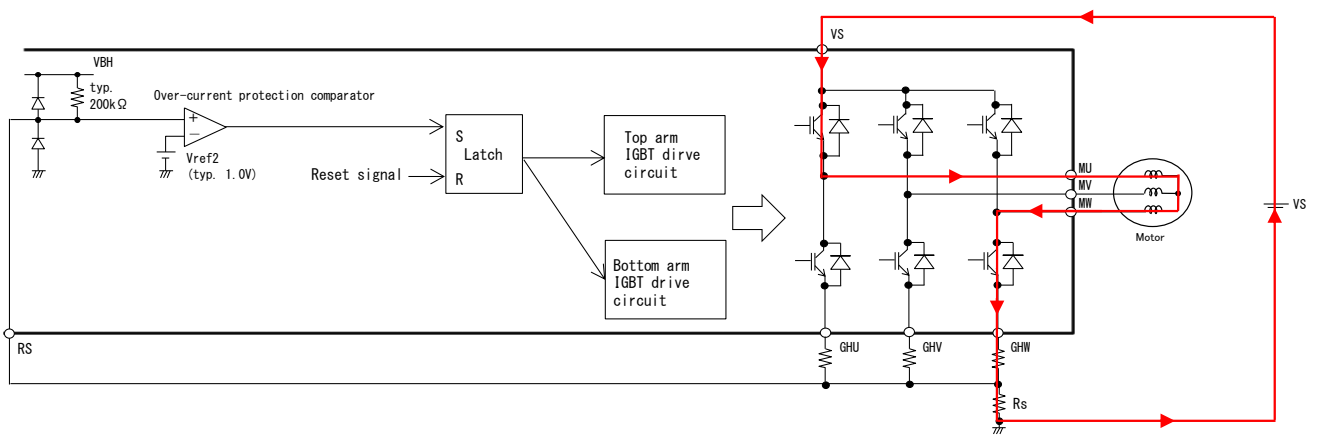 VS
VBH
typ.
200kΩ
Over-current protection comparator
+
−
Vref2
(typ. 1.0V)
S
Latch
R
Reset signal
Top arm
IGBT dirve
circuit
Bottom arm
IGBT drive
circuit
MU
MV
MW
Motor
VS
RS
GHU
GHV
GHW
Rs